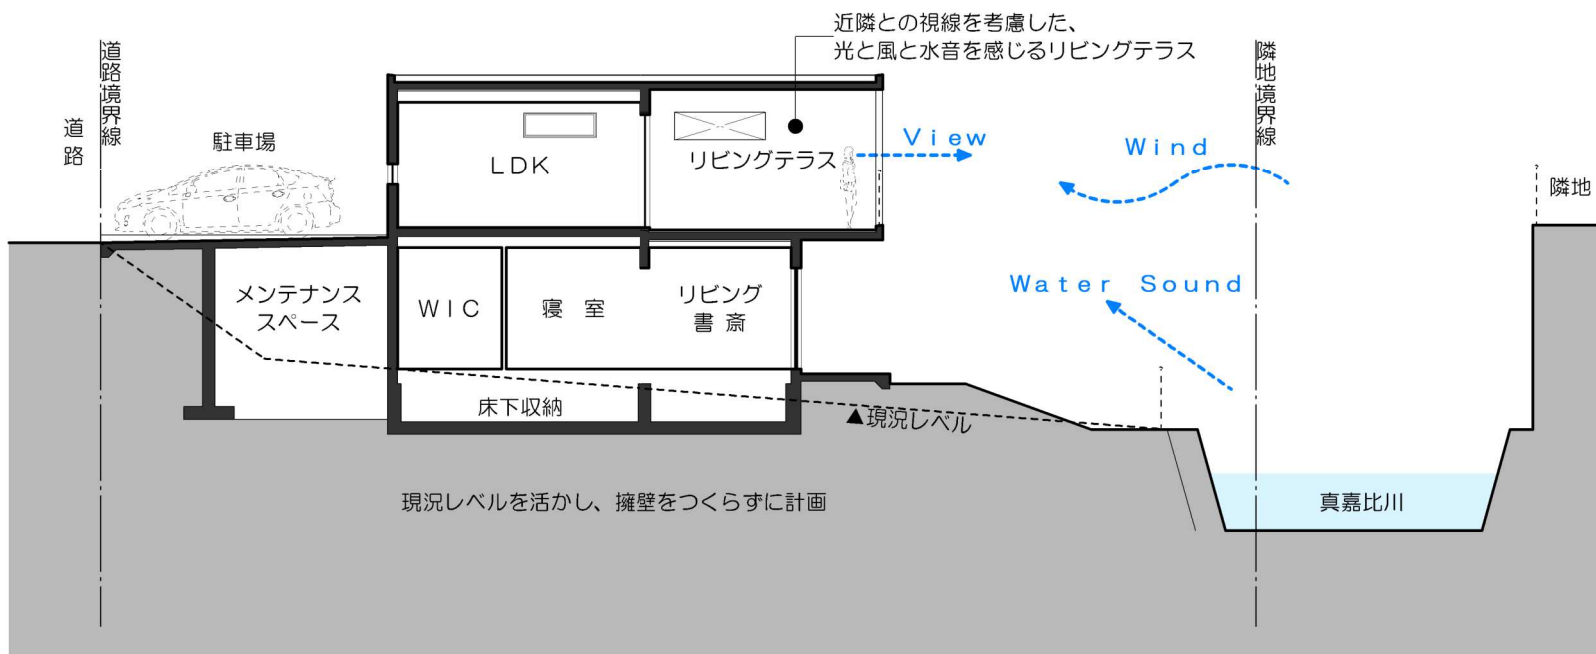 近隣との視線を考慮した、
光と風と水音を感じるリビングテラス
道路境界線
隣地境界線
道路
駐車場
LDK
リビングテラス
View
Wind
隣地
メンテナンス
スペース
WIC
寝室
リビング
書斎
Water Sound
床下収納
▲現況レベル
現況レベルを活かし、擁壁をつくらずに計画
真嘉比川